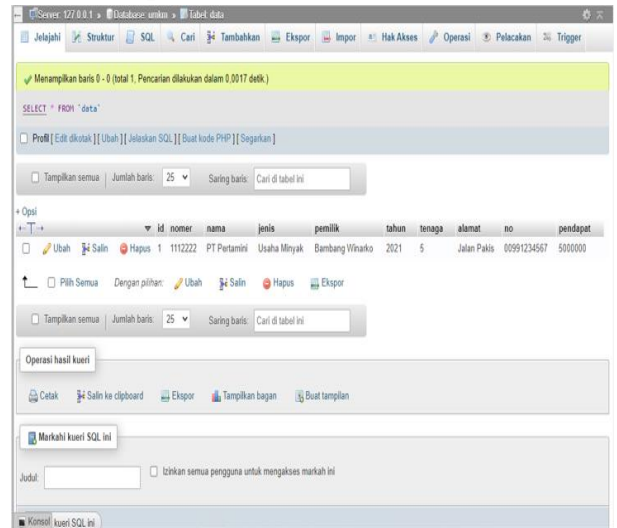 Server: 127.0.0.1 » Database: umkm » Tabel: data
Jelajahi Struktur SQL Cari Tambahkan Ekspor Impor Hak Akses Operasi Pelacakan Trigger
Menampilkan baris 0 - 0 (total 1, Pencarian dilakukan dalam 0,0017 detik.)
SELECT * FROM `data`
Profil [ Edit dikotak ] [ Ubah ] [ Jelaskan SQL ] [ Buat kode PHP ] [ Segarkan ]
Tampilkan semua | Jumlah baris: 25 Saring baris: Cari di tabel ini
+ Opsi
←T→ id nomer nama jenis pemilik tahun tenaga alamat no pendapat
Ubah Salin Hapus 1 1112222 PT Pertamini Usaha Minyak Bambang Winarko 2021 5 Jalan Pakis 00991234567 5000000
Pilih Semua Dengan pilihan: Ubah Salin Hapus Ekspor
Tampilkan semua | Jumlah baris: 25 Saring baris: Cari di tabel ini
Operasi hasil kueri
Cetak Salin ke clipboard Ekspor Tampilkan bagan Buat tampilan
Markahi kueri SQL ini
Judul: Izinkan semua pengguna untuk mengakses markah ini
Konsol kueri SQL ini